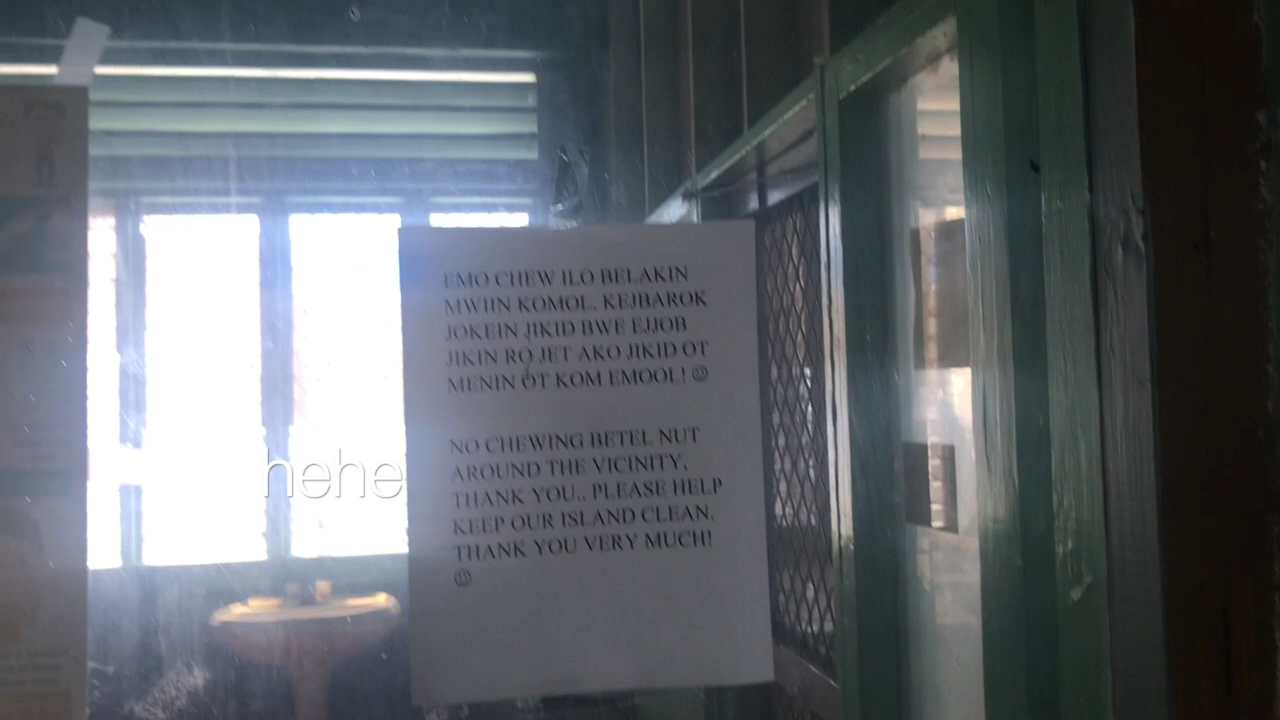 EMO CHEW ILO BELAKIN
MWIIN KOMOL, KEJBAROK
JOKEIN JIKID BWE EJJOB
JIKIN RO JET AKO JIKID OT
MENIN OT KOM EMOOL! ☺
NO CHEWING BETEL NUT
AROUND THE VICINITY,
THANK YOU,, PLEASE HELP
KEEP OUR ISLAND CLEAN,
THANK YOU VERY MUCH!
☺
hehe